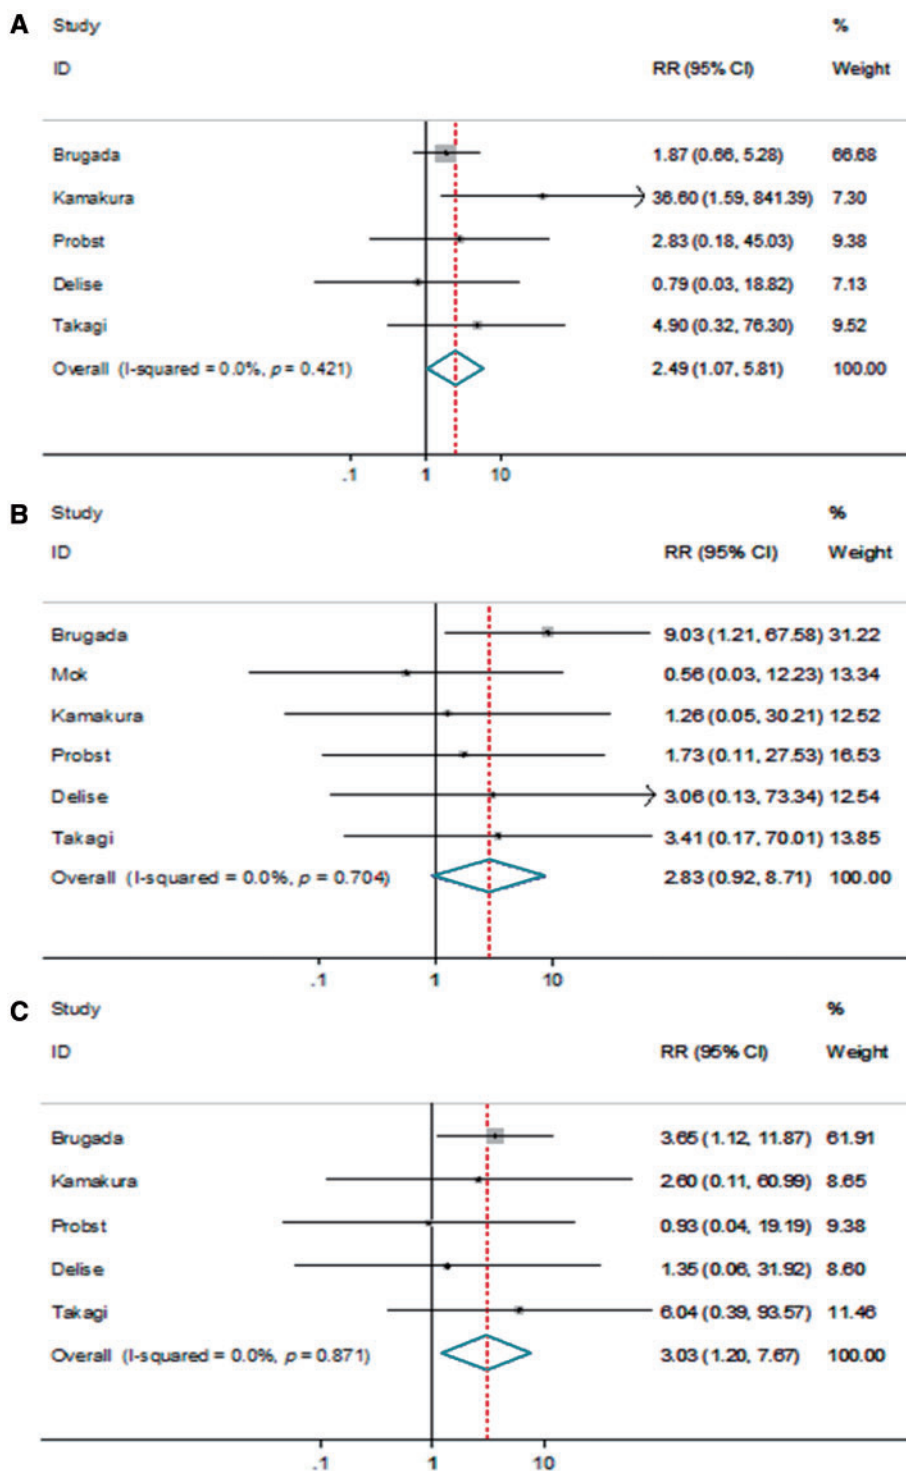 A Study %
ID RR (95% CI) Weight
Brugada 1.87 (0.66, 5.28) 66.68
Kamakura 36.60 (1.59, 841.39) 7.30
Probst 2.83 (0.18, 45.03) 9.38
Delise 0.79 (0.03, 18.82) 7.13
Takagi 4.90 (0.32, 76.30) 9.52
Overall (I-squared = 0.0%, p = 0.421) 2.49 (1.07, 5.81) 100.00
.1 1 10
B Study %
ID RR (95% CI) Weight
Brugada 9.03 (1.21, 67.58) 31.22
Mok 0.56 (0.03, 12.23) 13.34
Kamakura 1.26 (0.05, 30.21) 12.52
Probst 1.73 (0.11, 27.53) 16.53
Delise 3.06 (0.13, 73.34) 12.54
Takagi 3.41 (0.17, 70.01) 13.85
Overall (I-squared = 0.0%, p = 0.704) 2.83 (0.92, 8.71) 100.00
.1 1 10
C Study %
ID RR (95% CI) Weight
Brugada 3.65 (1.12, 11.87) 61.91
Kamakura 2.60 (0.11, 60.99) 8.65
Probst 0.93 (0.04, 19.19) 9.38
Delise 1.35 (0.06, 31.92) 8.60
Takagi 6.04 (0.39, 93.57) 11.46
Overall (I-squared = 0.0%, p = 0.871) 3.03 (1.20, 7.67) 100.00
.1 1 10